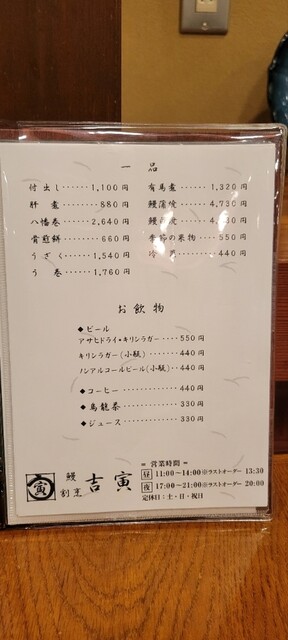 一品
付出し……1,100円
肝煮……880円
八幡巻……2,640円
骨煎餅……660円
うざく……1,540円
う巻……1,760円
有馬煮……1,320円
鰻蒲焼……4,730円
鰻白焼……4,730円
季節の果物……550円
冷……440円
お飲物
◆ビール
アサヒドライ・キリンラガー……550円
キリンラガー(小瓶)……440円
ノンアルコールビール(小瓶)……440円
◆コーヒー……440円
◆烏龍茶……330円
◆ジュース……330円
寅
鰻
割烹
吉寅
= 営業時間 =
昼 11:00〜14:00※ラストオーダー 13:30
夜 17:00〜21:00※ラストオーダー 20:00
定休日:土・日・祝日